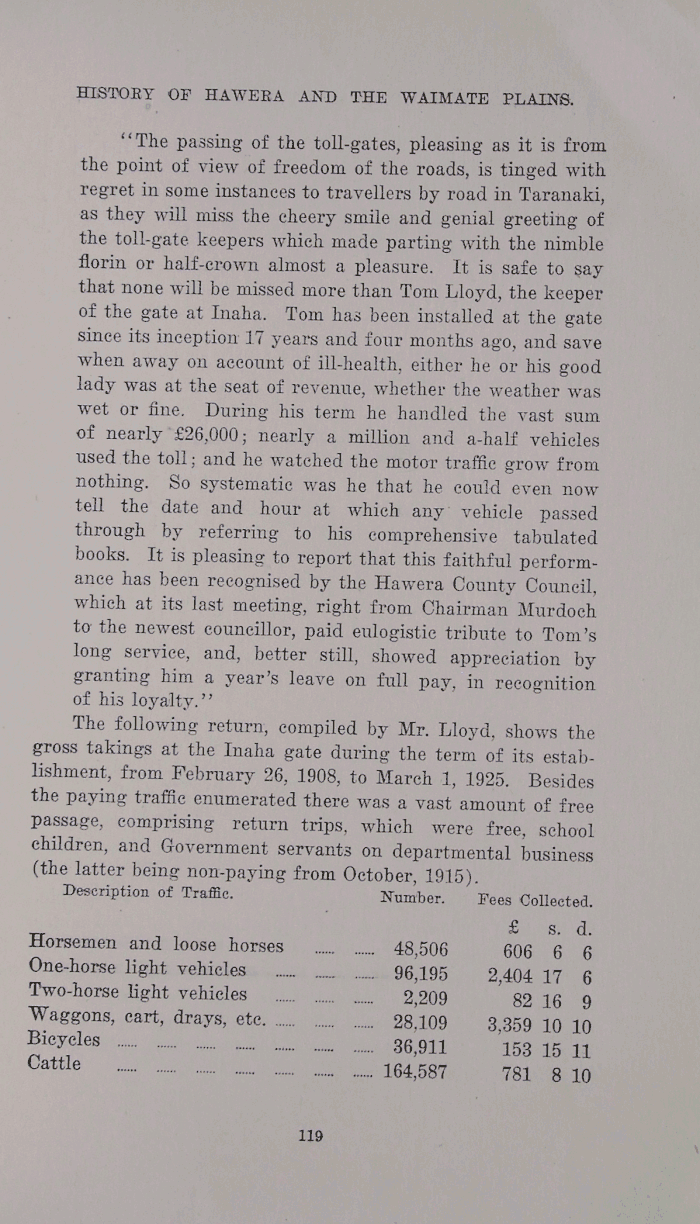 HISTORY OF HAWERA AND THE WAIMATE PLAINS.
“The passing of the toll-gates, pleasing as it is from
the point of view of freedom of the roads, is tinged with
regret in some instances to travellers by road in Taranaki,
as they will miss the cheery smile and genial greeting of
the toll-gate keepers which made parting with the nimble
florin or half-crown almost a pleasure. It is safe to say
that none will be missed more than Tom Lloyd, the keeper
of the gate at Inaha. Tom has been installed at the gate
since its inception 17 years and four months ago, and save
when away on account of ill-health, either he or his good
lady was at the seat of revenue, whether the weather was
wet or fine. During his term he handled the vast sum
of nearly £26,000; nearly a million and a-half vehicles
used the toll; and he watched the motor traffic grow from
nothing. So systematic was he that he could even now
tell the date and hour at which any vehicle passed
through by referring to his comprehensive tabulated
books. It is pleasing to report that this faithful perform-
ance has been recognised by the Hawera County Council,
which at its last meeting, right from Chairman Murdoch
to the newest councillor, paid eulogistic tribute to Tom’s
long service, and, better still, showed appreciation by
granting him a year’s leave on full pay, in recognition
of his loyalty.”
The following return, compiled by Mr. Lloyd, shows the
gross takings at the Inaha gate during the term of its estab-
lishment, from February 26, 1908, to March 1, 1925. Besides
the paying traffic enumerated there was a vast amount of free
passage, comprising return trips, which were free, school
children, and Government servants on departmental business
(the latter being non-paying from October, 1915).
Description of Traffic. Number. Fees Collected.
£ s. d.
Horsemen and loose horses ...... ...... 48,506 606 6 6
One-horse light vehicles ...... ...... ...... 96,195 2,404 17 6
Two-horse light vehicles ...... ...... ...... 2,209 82 16 9
Waggons, cart, drays, etc. ...... ...... ...... 28,109 3,359 10 10
Bicycles ...... ...... ...... ...... ...... ...... ...... 36,911 153 15 11
Cattle ...... ...... ...... ...... ...... ...... ...... 164,587 781 8 10
119